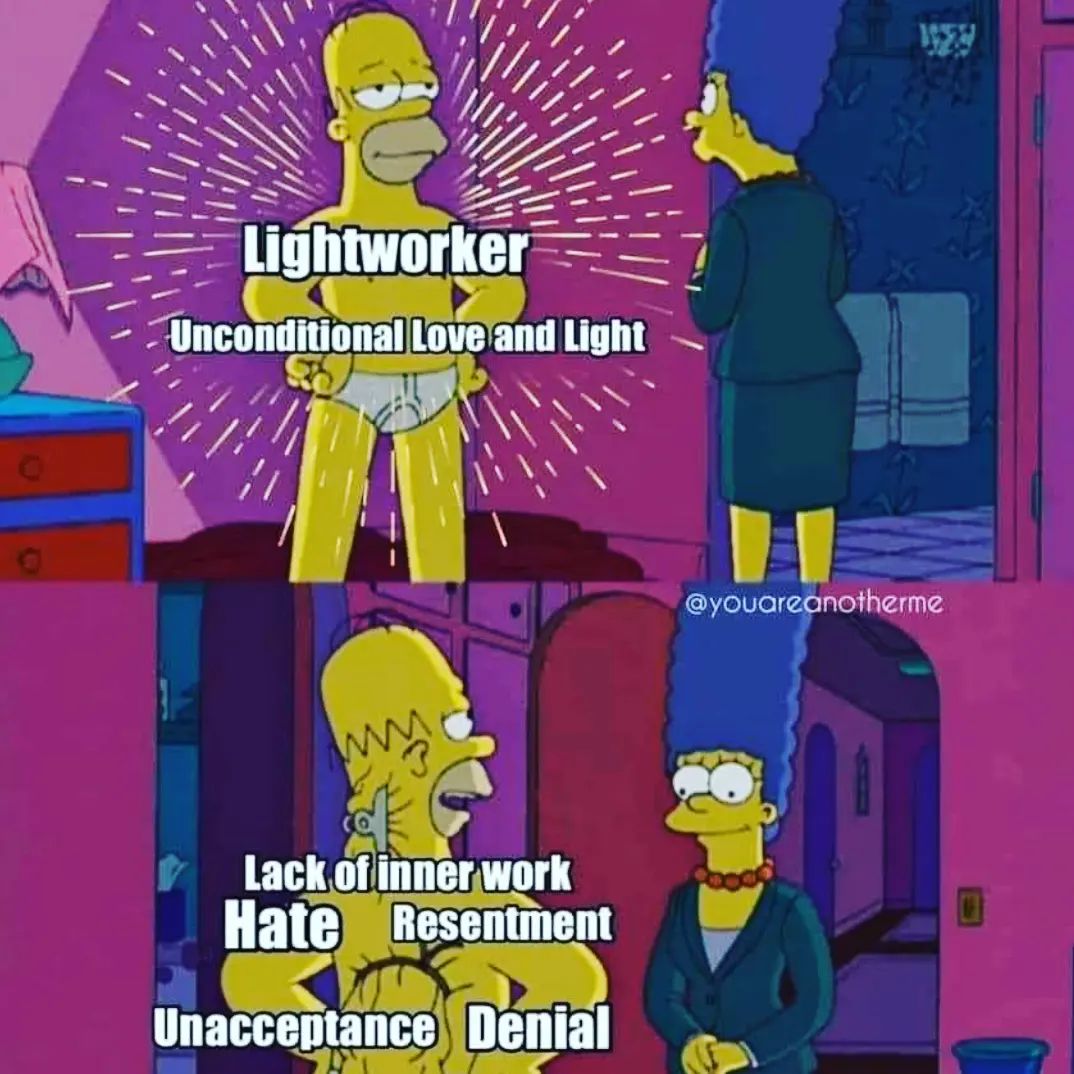 Lightworker
Unconditional Love and Light
@youareanotherme
Lack of inner work
Hate Resentment
Unacceptance Denial